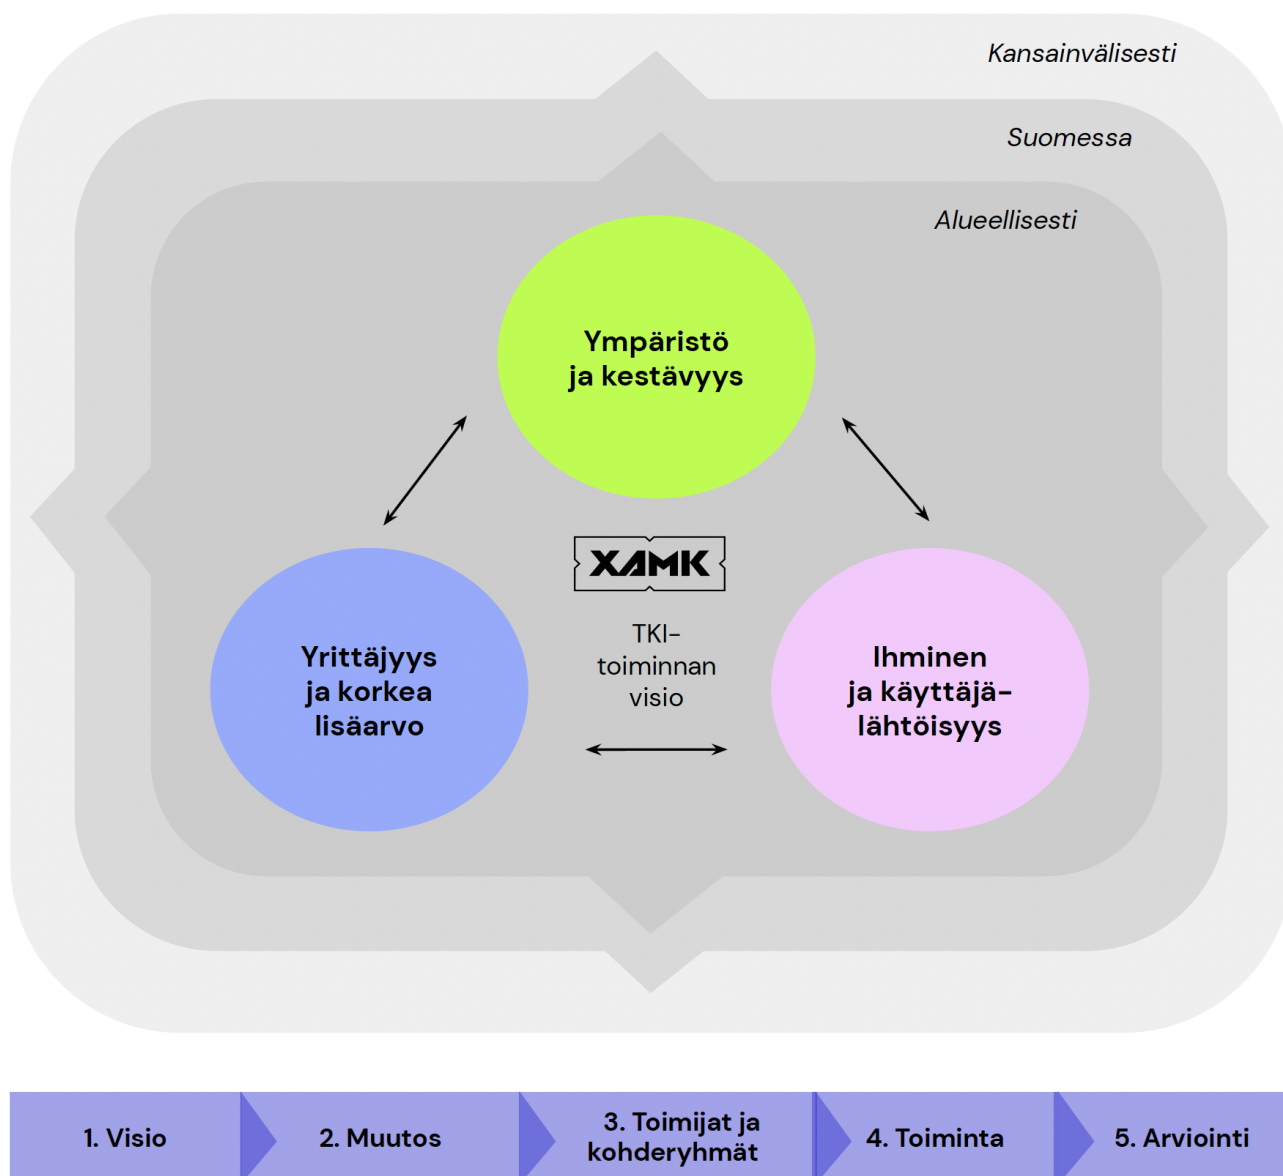 Kansainvälisesti
Suomessa
Alueellisesti
Ympäristö
ja kestävyys
XAMK
TKI-
toiminnan
visio
Yrittäjyys
ja korkea
lisäarvo
Ihminen
ja käyttäjä-
lähtöisyys
1. Visio
2. Muutos
3. Toimijat ja
kohderyhmät
4. Toiminta
5. Arviointi